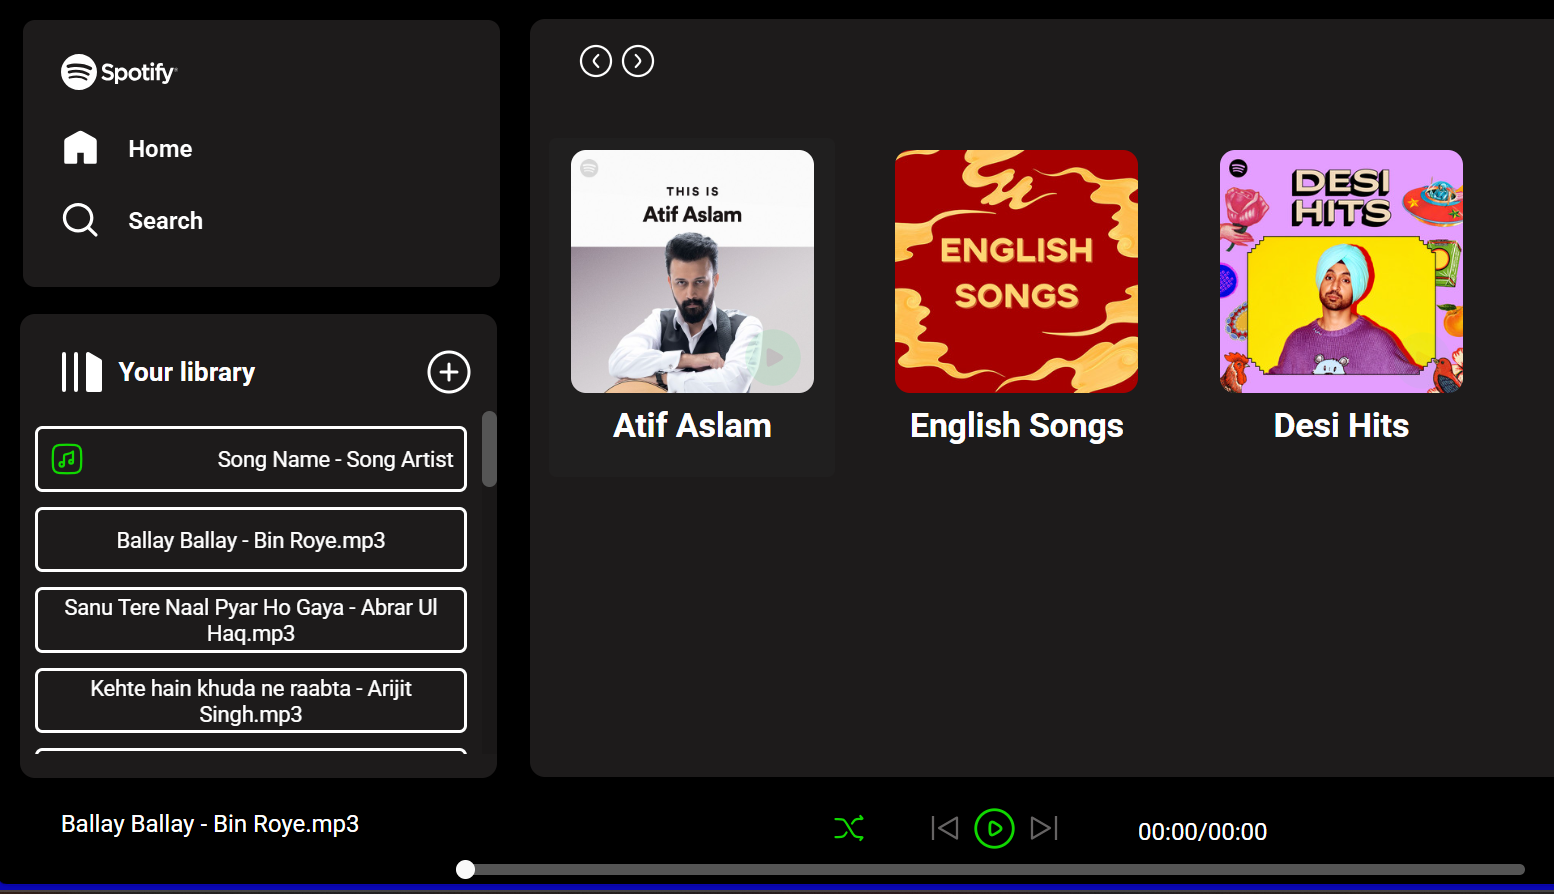 Spotify
Home
Search
Your library
Song Name - Song Artist
Ballay Ballay - Bin Roye.mp3
Sanu Tere Naal Pyar Ho Gaya - Abrar Ul
Haq.mp3
Kehte hain khuda ne raabta - Arijit
Singh.mp3
THIS IS
Atif Aslam
Atif Aslam
ENGLISH
SONGS
English Songs
DESI
HITS
Desi Hits
Ballay Ballay - Bin Roye.mp3
00:00/00:00